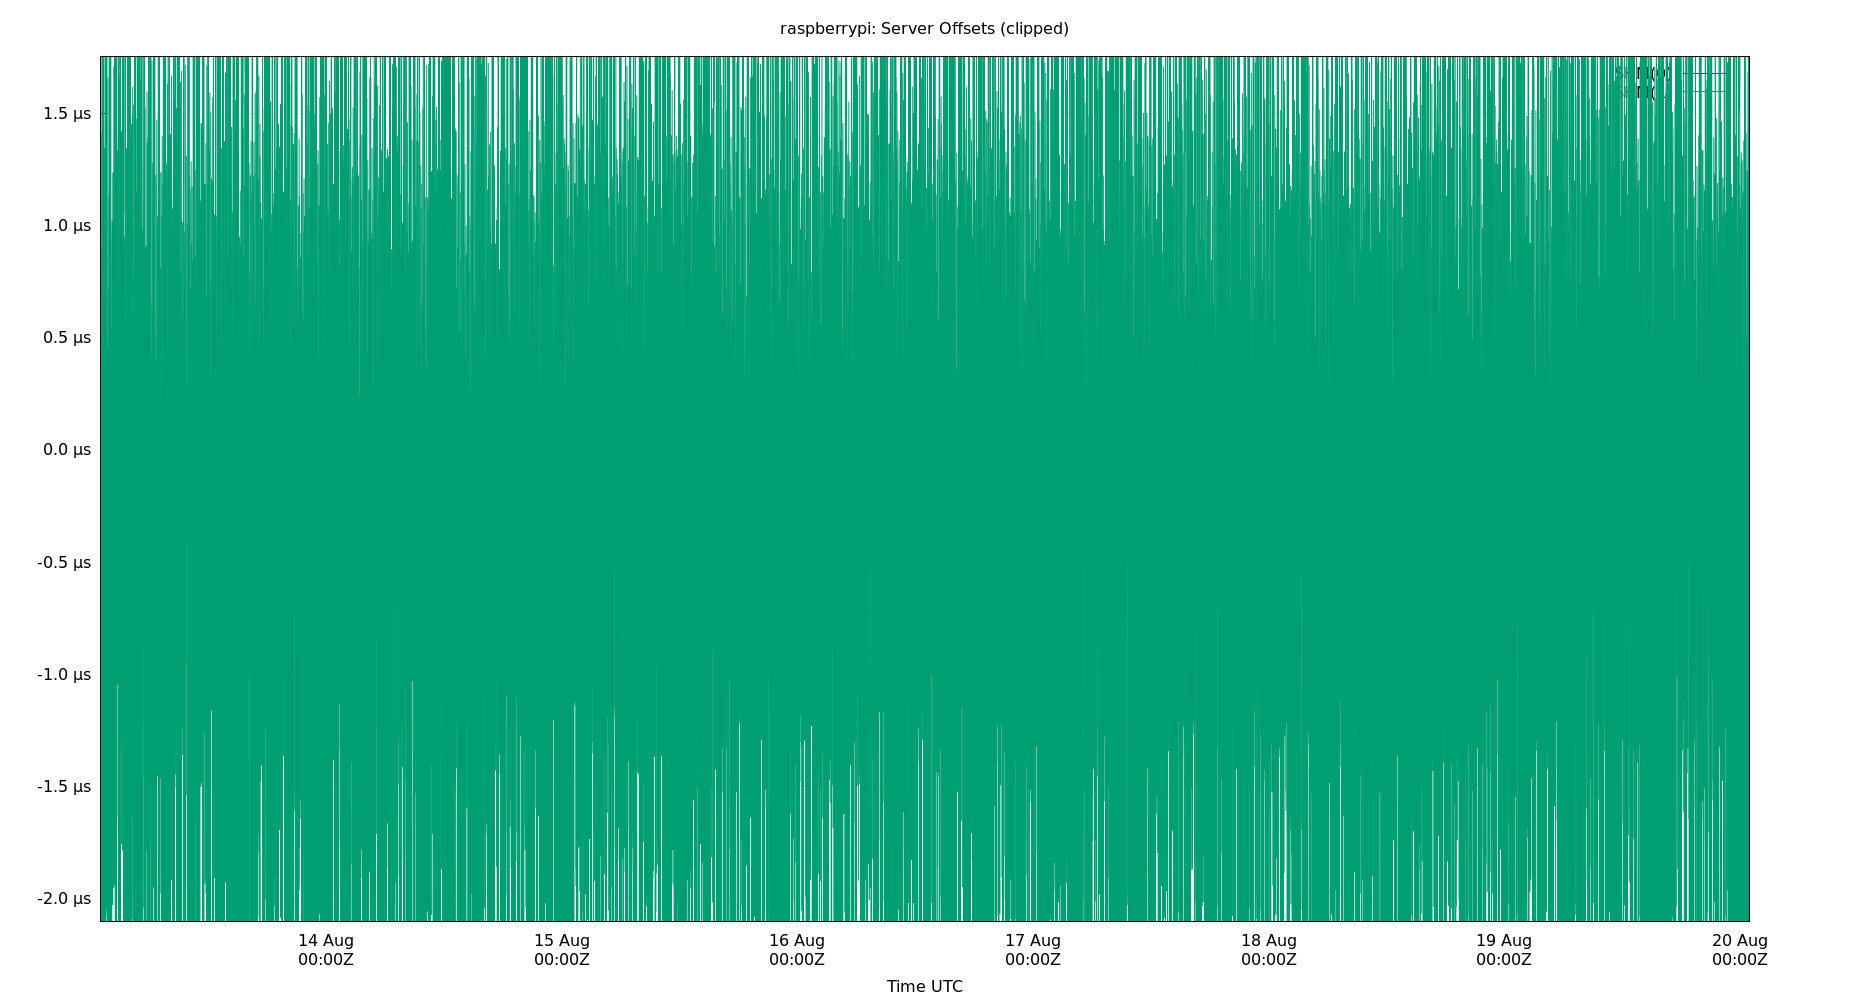 raspberrypi: Server Offsets (clipped)
1.5 µs
1.0 µs
0.5 µs
0.0 µs
-0.5 µs
-1.0 µs
-1.5 µs
-2.0 µs
14 Aug 15 Aug 16 Aug 17 Aug 18 Aug 19 Aug 20 Aug
00:00Z 00:00Z 00:00Z 00:00Z 00:00Z 00:00Z 00:00Z
Time UTC